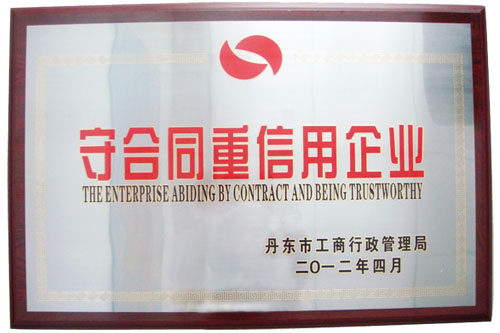 守合同重信用企业
THE ENTERPRISE ABIDING BY CONTRACT AND BEING TRUSTWORTHY
丹东市工商行政管理局
二〇一二年四月